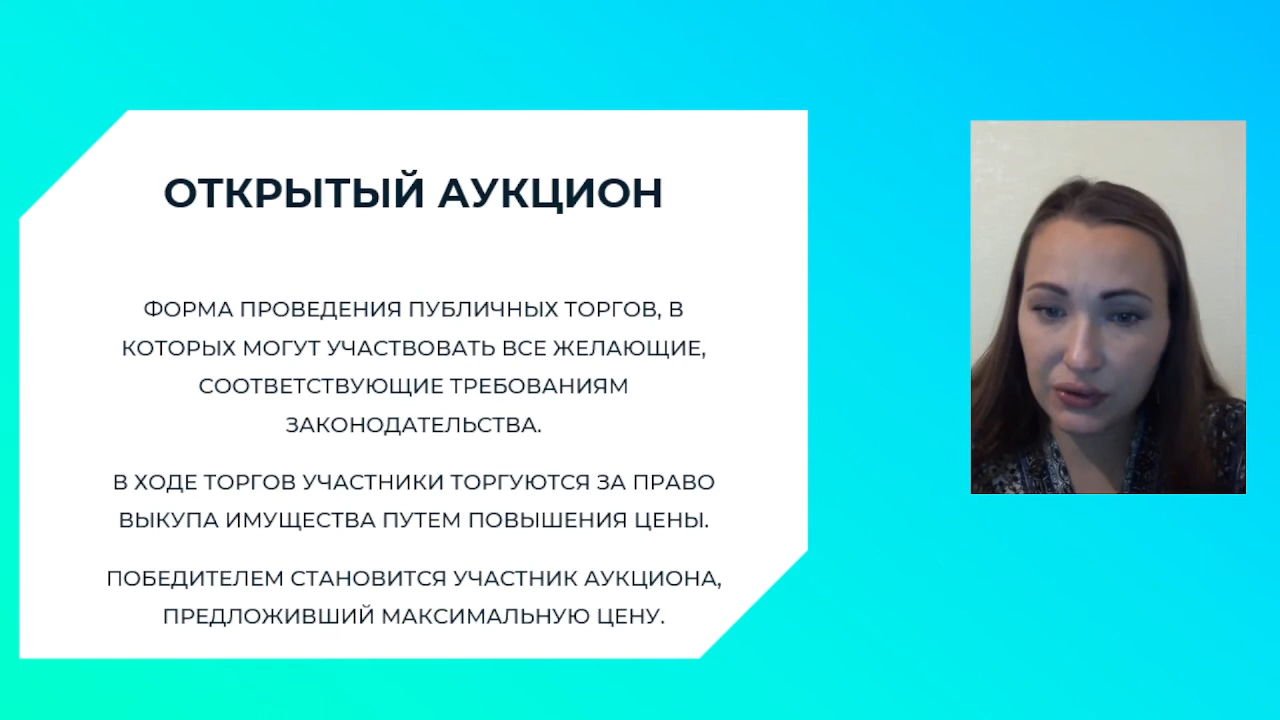 ОТКРЫТЫЙ АУКЦИОН
ФОРМА ПРОВЕДЕНИЯ ПУБЛИЧНЫХ ТОРГОВ, В
КОТОРЫХ МОГУТ УЧАСТВОВАТЬ ВСЕ ЖЕЛАЮЩИЕ,
СООТВЕТСТВУЮЩИЕ ТРЕБОВАНИЯМ
ЗАКОНОДАТЕЛЬСТВА.
В ХОДЕ ТОРГОВ УЧАСТНИКИ ТОРГУЮТСЯ ЗА ПРАВО
ВЫКУПА ИМУЩЕСТВА ПУТЕМ ПОВЫШЕНИЯ ЦЕНЫ.
ПОБЕДИТЕЛЕМ СТАНОВИТСЯ УЧАСТНИК АУКЦИОНА,
ПРЕДЛОЖИВШИЙ МАКСИМАЛЬНУЮ ЦЕНУ.